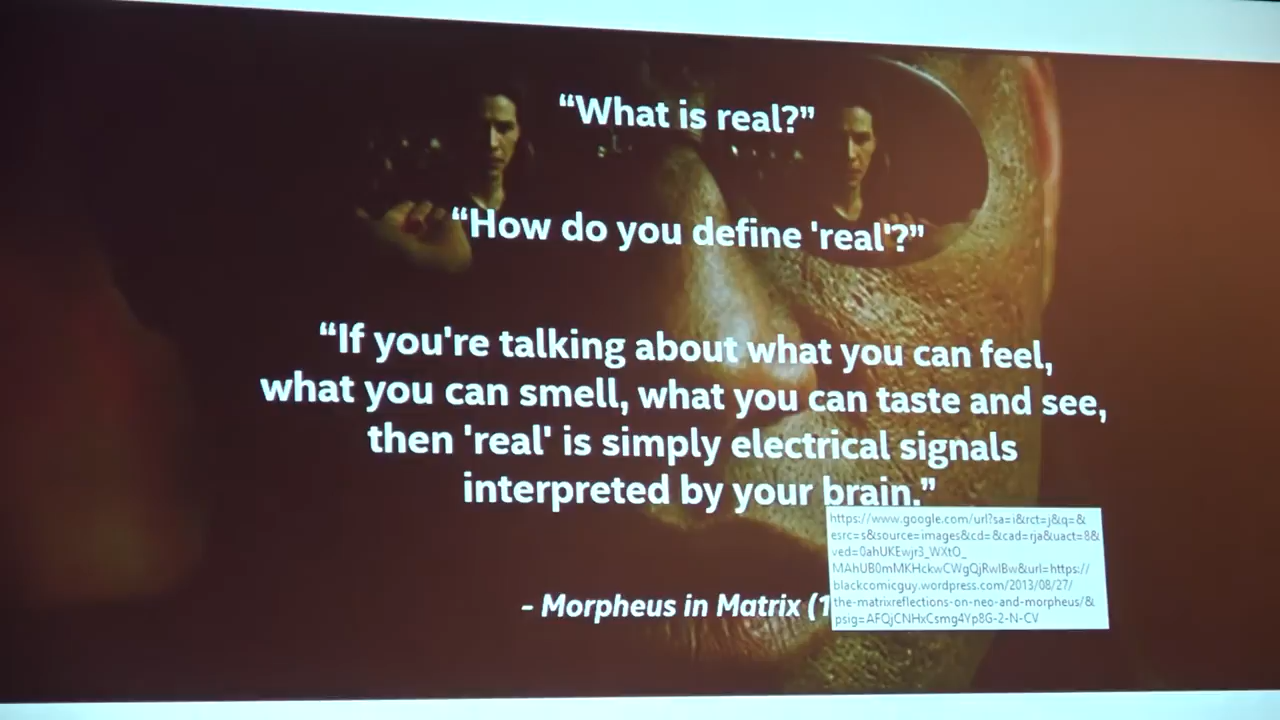 “What is real?”
“How do you define 'real'?”
“If you're talking about what you can feel,
what you can smell, what you can taste and see,
then 'real' is simply electrical signals
interpreted by your brain.”
- Morpheus in Matrix (1
https://www.google.com/url?sa=i&rct=j&q=&
esrc=s&source=images&cd=&cad=rja&uact=8&
ved=0ahUKEwjr3_WXtO_
MAhUB0mMKHckwCWgQjRwIBw&url=https://
blackcomicguy.wordpress.com/2013/08/27/
the-matrixreflections-on-neo-and-morpheus/&
psig=AFQjCNHxCsmg4Yp8G-2-N-CV